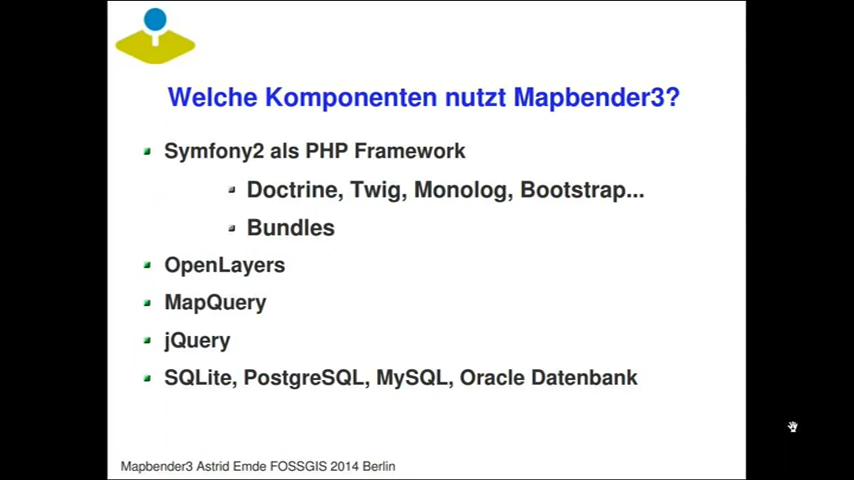 Welche Komponenten nutzt Mapbender3?
Symfony2 als PHP Framework
Doctrine, Twig, Monolog, Bootstrap...
Bundles
OpenLayers
MapQuery
jQuery
SQLite, PostgreSQL, MySQL, Oracle Datenbank
Mapbender3 Astrid Emde FOSSGIS 2014 Berlin